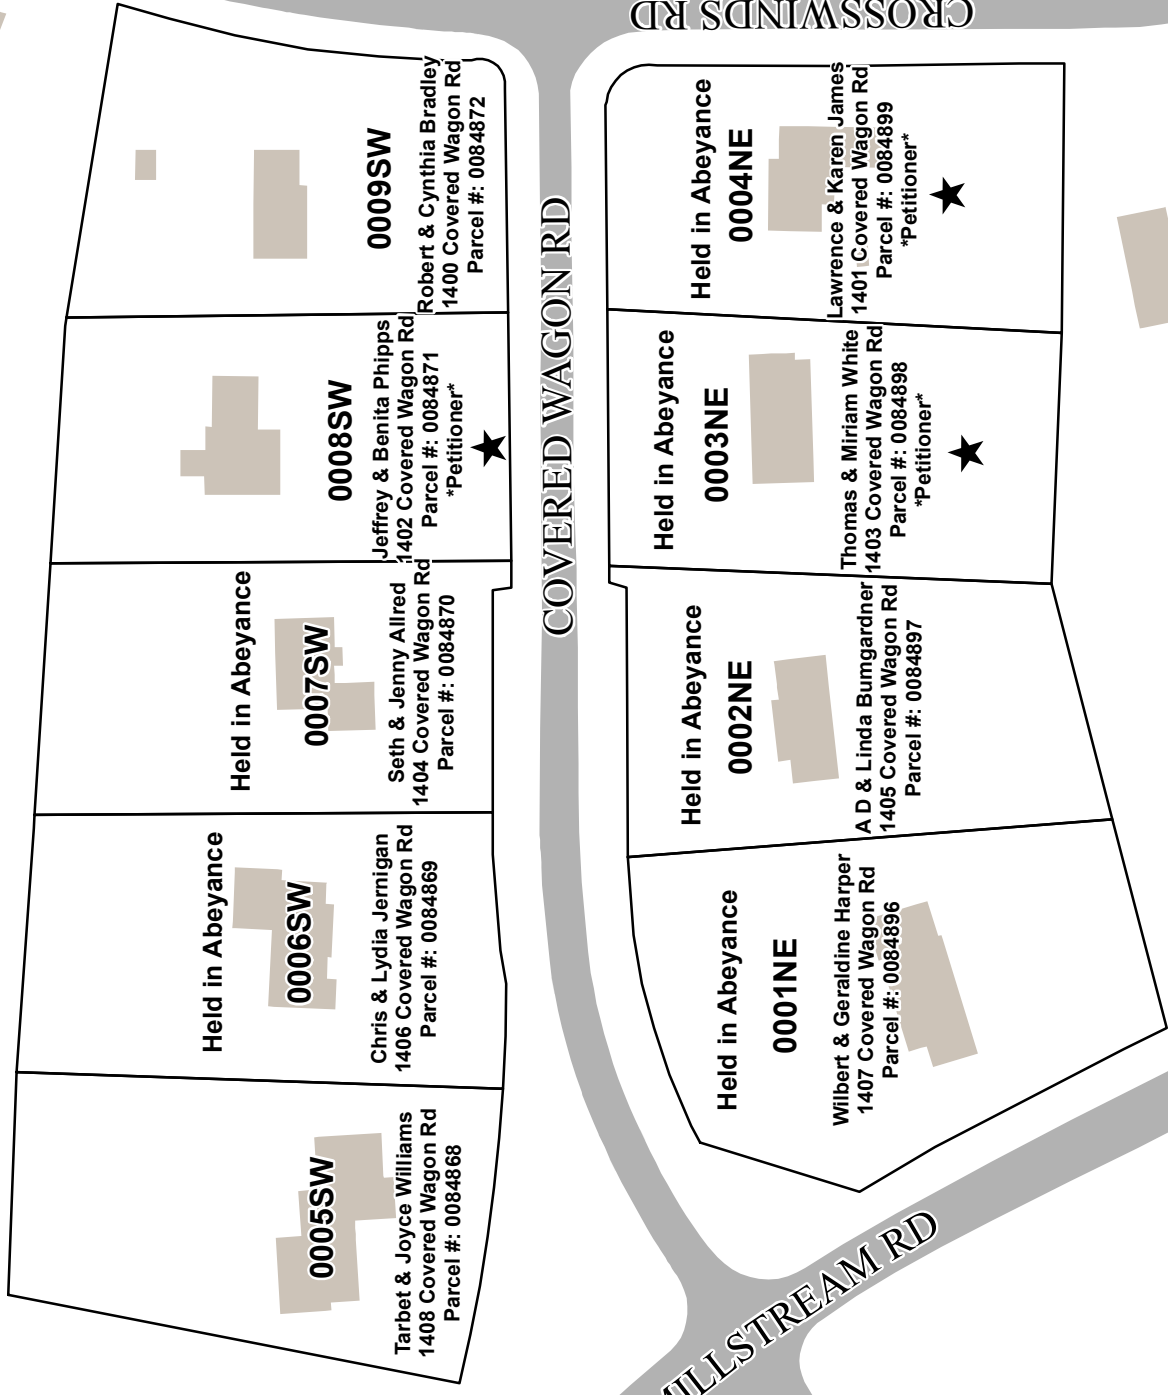 CROSSWINDS RD
0009SW
Robert & Cynthia Bradley
1400 Covered Wagon Rd
Parcel #: 0084872
Held in Abeyance
0004NE
Lawrence & Karen James
1401 Covered Wagon Rd
Parcel #: 0084899
*Petitioner*
0008SW
Jeffrey & Benita Phipps
1402 Covered Wagon Rd
Parcel #: 0084871
*Petitioner*
COVERED WAGON RD
Held in Abeyance
0003NE
Thomas & Miriam White
1403 Covered Wagon Rd
Parcel #: 0084898
*Petitioner*
Held in Abeyance
0007SW
Seth & Jenny Allred
1404 Covered Wagon Rd
Parcel #: 0084870
Held in Abeyance
0002NE
A D & Linda Bumgardner
1405 Covered Wagon Rd
Parcel #: 0084897
Held in Abeyance
0006SW
Chris & Lydia Jernigan
1406 Covered Wagon Rd
Parcel #: 0084869
Held in Abeyance
0001NE
Wilbert & Geraldine Harper
1407 Covered Wagon Rd
Parcel #: 0084896
0005SW
Tarbet & Joyce Williams
1408 Covered Wagon Rd
Parcel #: 0084868
MILLSTREAM RD